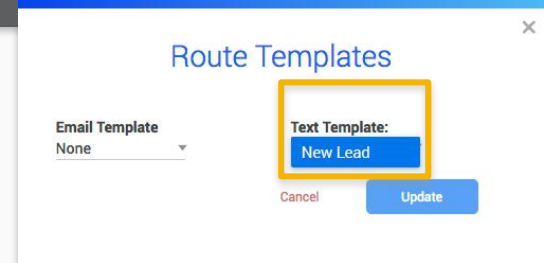 Route Templates
Email Template
None
Text Template:
New Lead
Cancel
Update